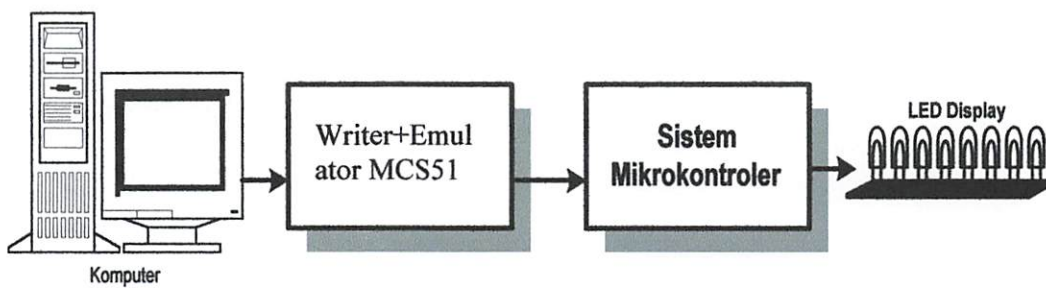 Writer+Emul
ator MCS51
Sistem
Mikrokontroler
LED Display
Komputer